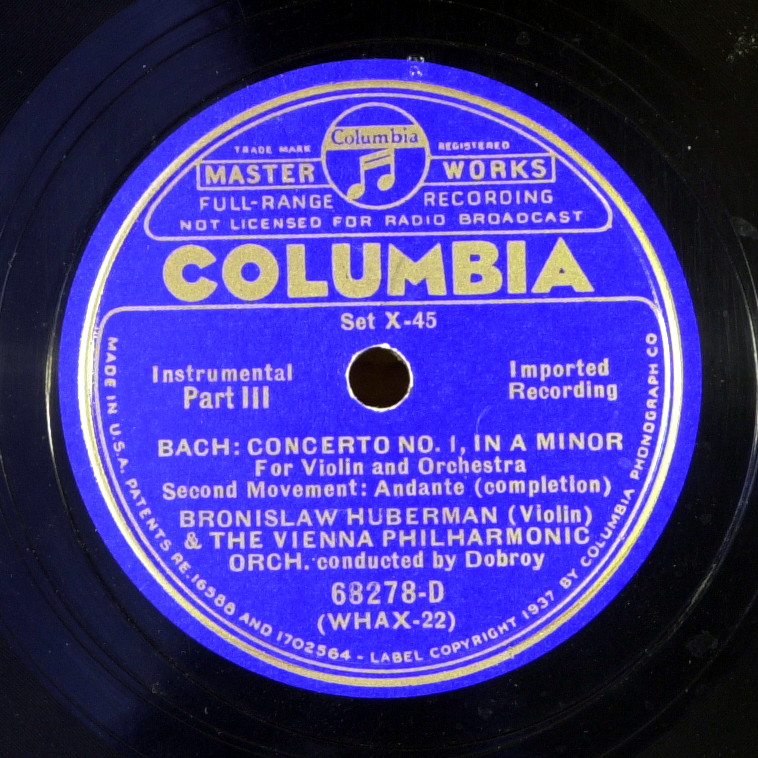 Columbia
TRADE MARK REGISTERED
MASTER WORKS
FULL-RANGE RECORDING
NOT LICENSED FOR RADIO BROADCAST
COLUMBIA
Set X-45
Instrumental
Part III
Imported
Recording
BACH: CONCERTO NO. 1, IN A MINOR
For Violin and Orchestra
Second Movement: Andante (completion)
BRONISLAW HUBERMAN (Violin)
& THE VIENNA PHILHARMONIC
ORCH. conducted by Dobroy
68278-D
(WHAX-22)
MADE IN U.S.A. PATENTS RE. 16588 AND 1702564 - LABEL COPYRIGHT 1937 BY COLUMBIA PHONOGRAPH CO